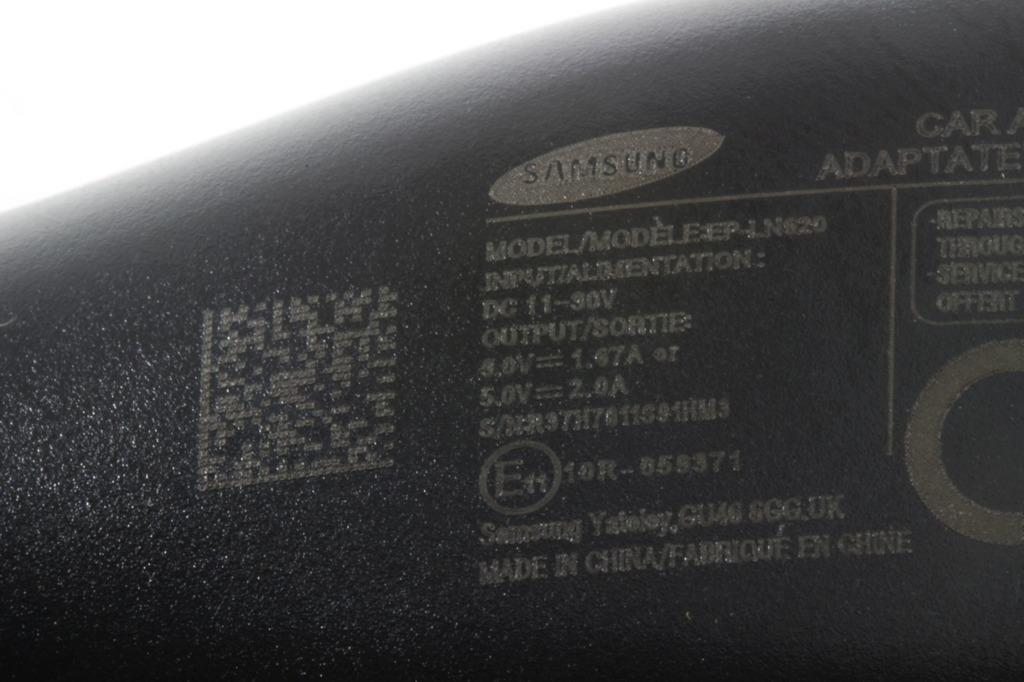 SAMSUNG
CAR A
ADAPTATE
MODEL/MODÈLE:EP-LN920
INPUT/ALIMENTATION:
DC 11-30V
OUTPUT/SORTIE:
9.0V⎓1.67A or
5.0V⎓2.0A
E11 10R-059371
Samsung Yateley,GU46 6GG.UK
MADE IN CHINA/FABRIQUÉ EN CHINE
-REPAIRS
THROUG
-SERVICE
OFFERT